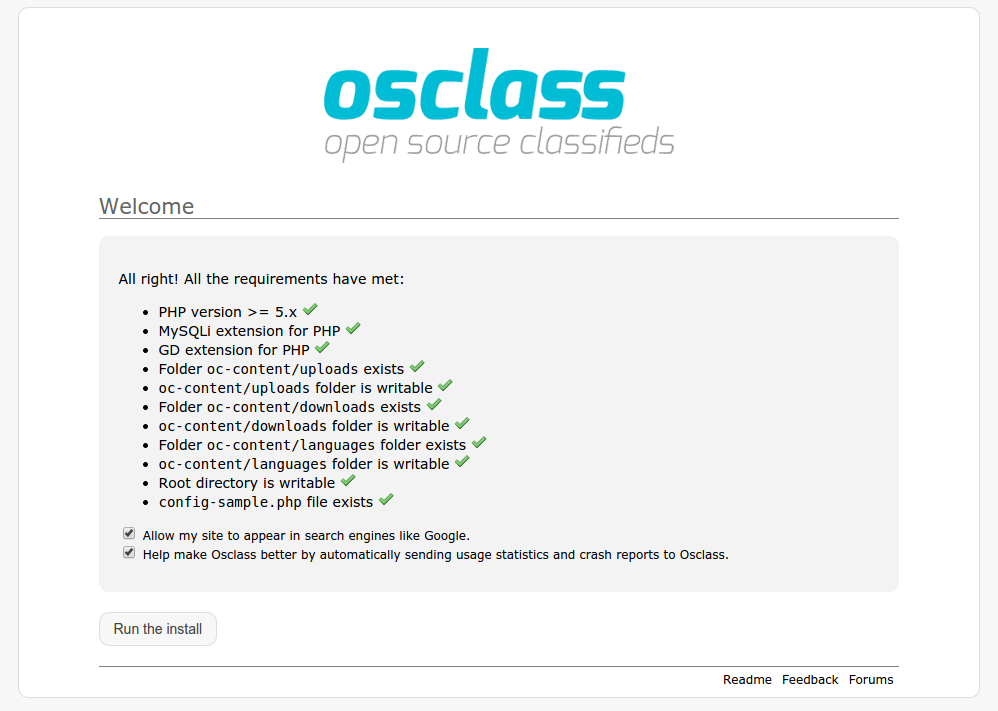 osclass
open source classifieds
Welcome
All right! All the requirements have met:
PHP version >= 5.x
MySQLi extension for PHP
GD extension for PHP
Folder oc-content/uploads exists
oc-content/uploads folder is writable
Folder oc-content/downloads exists
oc-content/downloads folder is writable
Folder oc-content/languages folder exists
oc-content/languages folder is writable
Root directory is writable
config-sample.php file exists
Allow my site to appear in search engines like Google.
Help make Osclass better by automatically sending usage statistics and crash reports to Osclass.
Run the install
Readme Feedback Forums